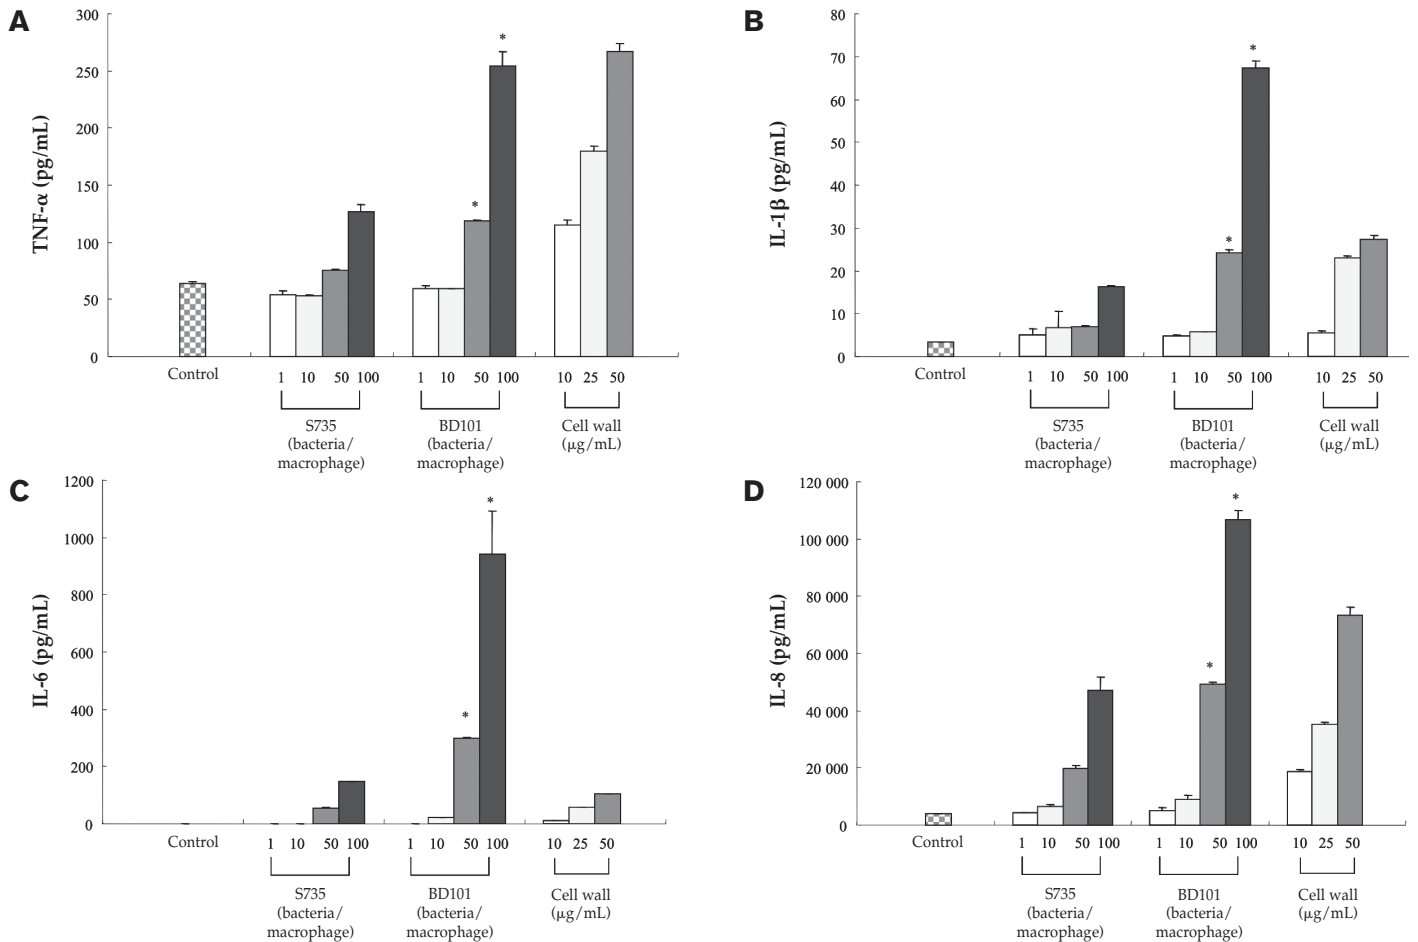 A
TNF-α (pg/mL)
300
250
200
150
100
50
0
*
*
Control
1 10 50 100
1 10 50 100
10 25 50
S735
(bacteria/
macrophage)
BD101
(bacteria/
macrophage)
Cell wall
(μg/mL)
B
IL-1β (pg/mL)
80
70
60
50
40
30
20
10
0
*
*
Control
1 10 50 100
1 10 50 100
10 25 50
S735
(bacteria/
macrophage)
BD101
(bacteria/
macrophage)
Cell wall
(μg/mL)
C
IL-6 (pg/mL)
1200
1000
800
600
400
200
0
*
*
Control
1 10 50 100
1 10 50 100
10 25 50
S735
(bacteria/
macrophage)
BD101
(bacteria/
macrophage)
Cell wall
(μg/mL)
D
IL-8 (pg/mL)
120 000
100 000
80 000
60 000
40 000
20 000
0
*
*
Control
1 10 50 100
1 10 50 100
10 25 50
S735
(bacteria/
macrophage)
BD101
(bacteria/
macrophage)
Cell wall
(μg/mL)